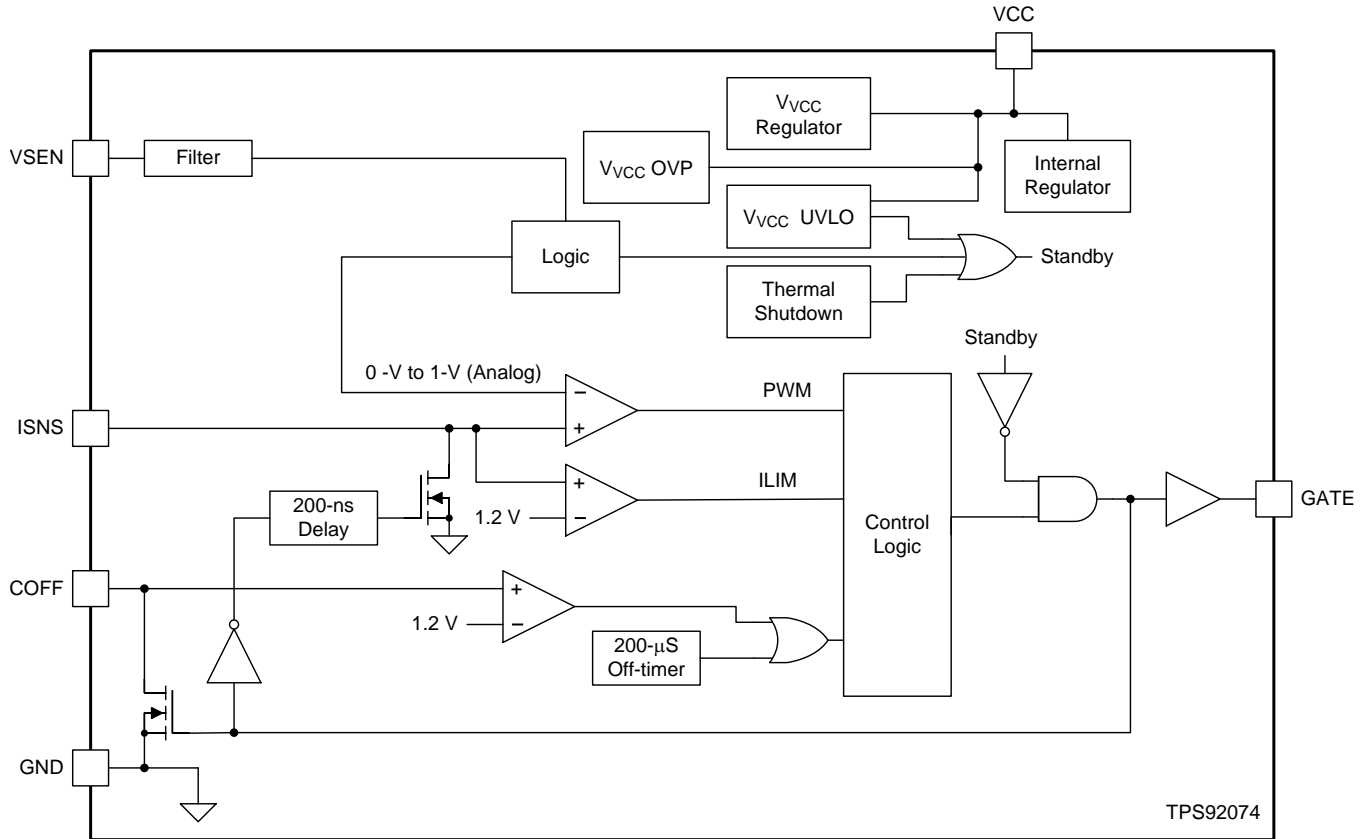 VCC
VVCC
Regulator
VSEN
Filter
VVCC OVP
Internal
Regulator
VVCC UVLO
Logic
Standby
Thermal
Shutdown
Standby
0 -V to 1-V (Analog)
−
+
PWM
ISNS
+
−
1.2 V
ILIM
200-ns
Delay
Control
Logic
GATE
COFF
+
−
1.2 V
200-μS
Off-timer
GND
TPS92074